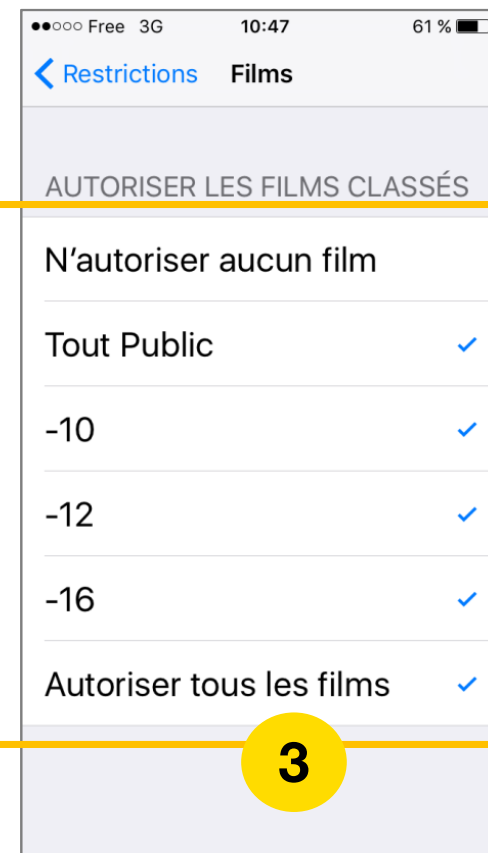 Free 3G 10:47 61 %
Restrictions Films
AUTORISER LES FILMS CLASSÉS
N’autoriser aucun film
Tout Public
-10
-12
-16
Autoriser tous les films
3